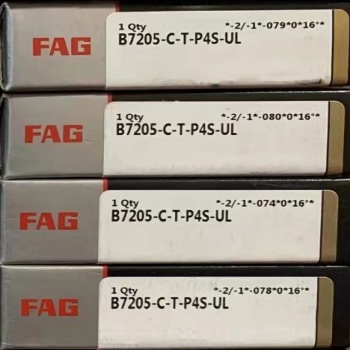 FAG
1 Qty *-2/-1*-079*0*16°*
B7205-C-T-P4S-UL
FAG
1 Qty *-2/-1*-080*0*16°*
B7205-C-T-P4S-UL
FAG
1 Qty *-2/-1*-074*0*16°*
B7205-C-T-P4S-UL
FAG
1 Qty *-2/-1*-078*0*16°*
B7205-C-T-P4S-UL